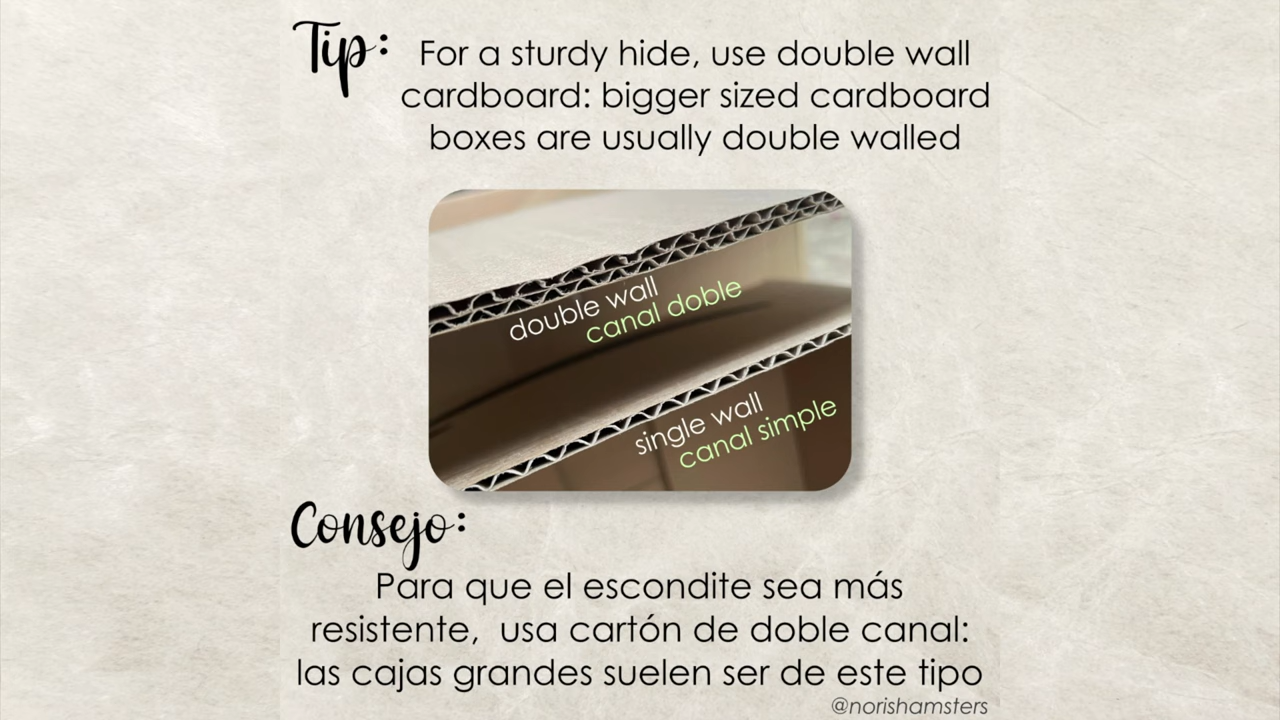 Tip:
For a sturdy hide, use double wall
cardboard: bigger sized cardboard
boxes are usually double walled
double wall
canal doble
single wall
canal simple
Consejo:
Para que el escondite sea más
resistente, usa cartón de doble canal:
las cajas grandes suelen ser de este tipo
@norishamsters